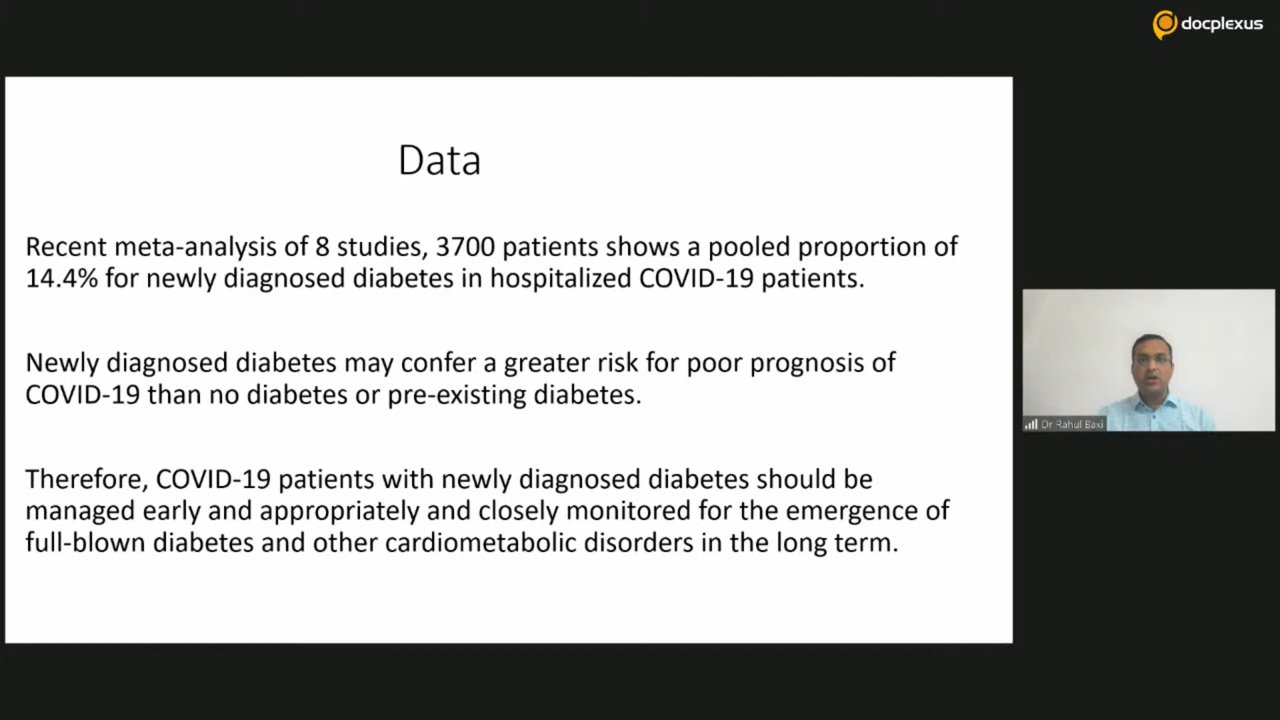 docplexus
Data
Recent meta-analysis of 8 studies, 3700 patients shows a pooled proportion of
14.4% for newly diagnosed diabetes in hospitalized COVID-19 patients.
Newly diagnosed diabetes may confer a greater risk for poor prognosis of
COVID-19 than no diabetes or pre-existing diabetes.
Therefore, COVID-19 patients with newly diagnosed diabetes should be
managed early and appropriately and closely monitored for the emergence of
full-blown diabetes and other cardiometabolic disorders in the long term.
Dr Rahul Baxi